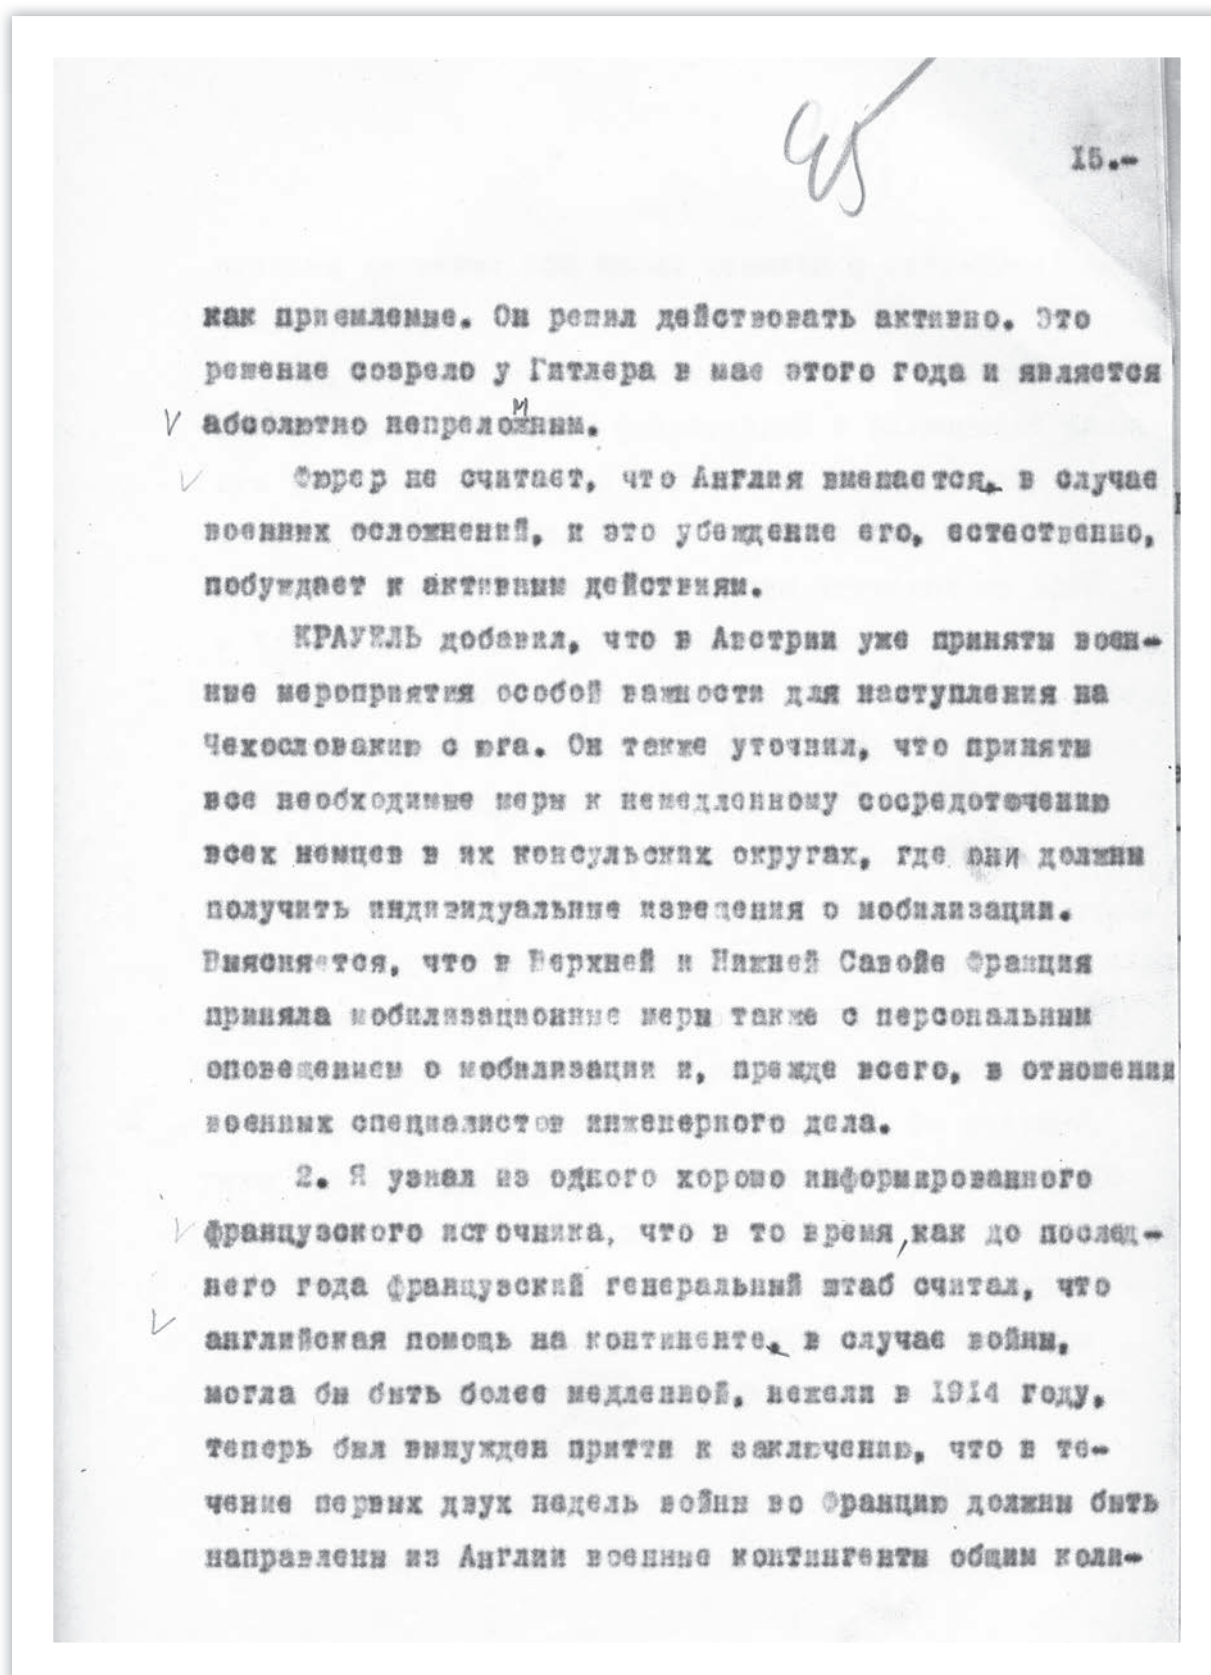 95
15.-
как приемлемые. Он решил действовать активно. Это
решение созрело у Гитлера в мае этого года и является
абсолютно непреложным.
Фюрер не считает, что Англия вмешается, в случае
военных осложнений, и это убеждение его, естественно,
побуждает к активным действиям.
КРАУЕЛЬ добавил, что в Австрии уже приняты воен-
ные мероприятия особой важности для наступления на
Чехословакию с юга. Он также уточнил, что приняты
все необходимые меры к немедленному сосредоточению
всех немцев в их консульских округах, где они должны
получить индивидуальные извещения о мобилизации.
Выясняется, что в Верхней и Нижней Савойе Франция
приняла мобилизационные меры также с персональным
оповещением о мобилизации и, прежде всего, в отношении
военных специалистов инженерного дела.
2. Я узнал из одного хорошо информированного
французского источника, что в то время, как до послед-
него года французский генеральный штаб считал, что
английская помощь на континенте, в случае войны,
могла бы быть более медленной, нежели в 1914 году,
теперь был вынужден притти к заключению, что в те-
чение первых двух недель войны во Францию должны быть
направлены из Англии военные контингенты общим коли-